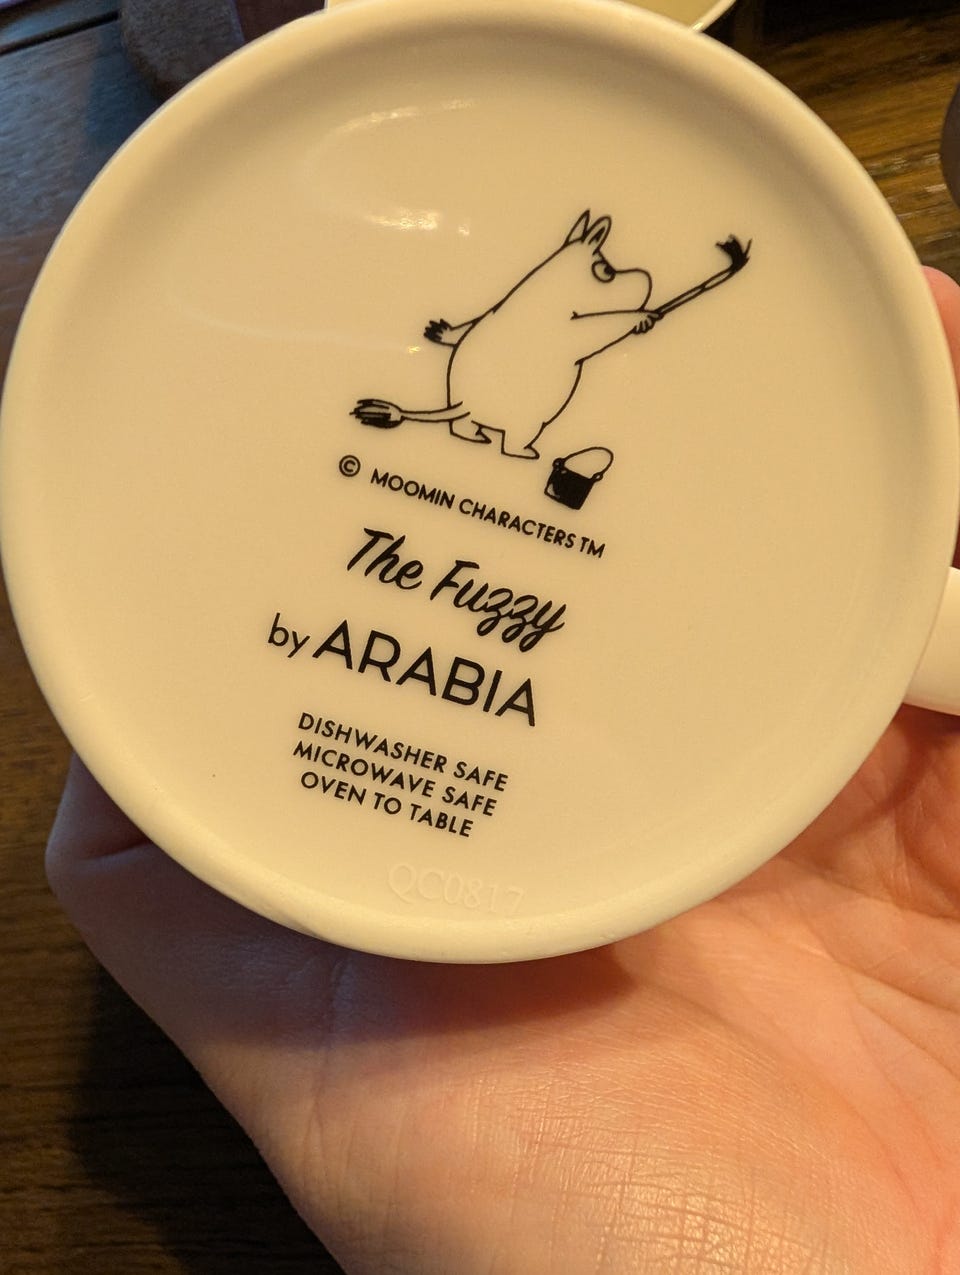 © MOOMIN CHARACTERS TM
The Fuzzy
by ARABIA
DISHWASHER SAFE
MICROWAVE SAFE
OVEN TO TABLE
QC0817